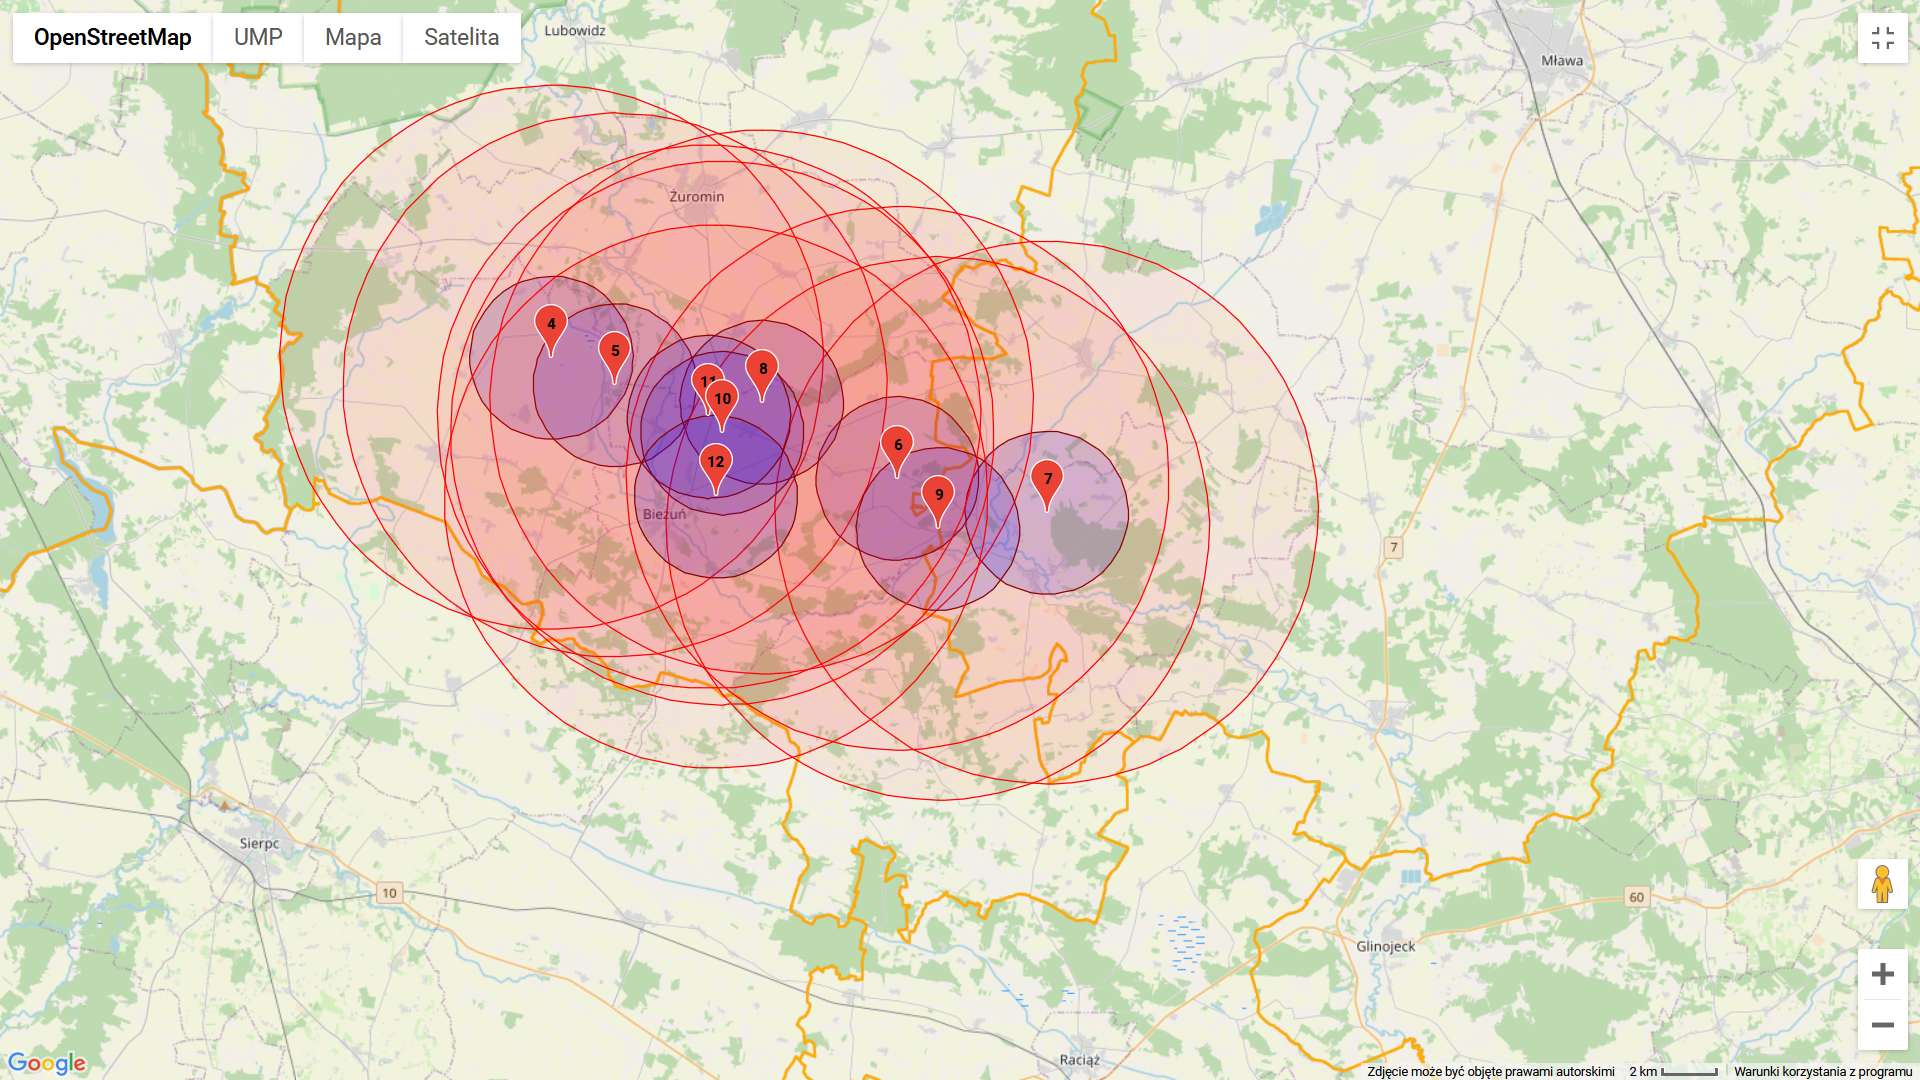 OpenStreetMap UMP Mapa Satelita
Lubowidz
Mława
Żuromin
4
5
8
11
10
6
12
7
9
Bieżuń
7
Sierpc
10
60
Glinojeck
Raciąż
Google
Zdjęcie może być objęte prawami autorskimi 2 km Warunki korzystania z programu